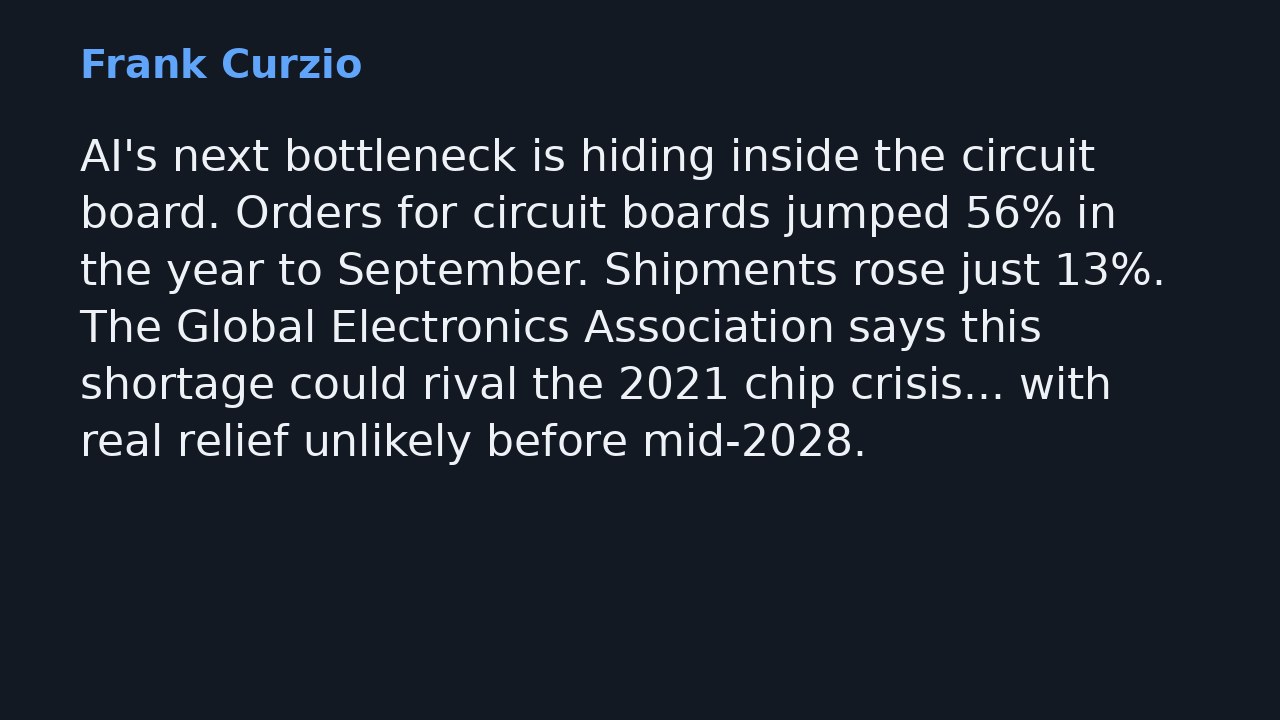 Frank Curzio
AI's next bottleneck is hiding inside the circuit
board. Orders for circuit boards jumped 56% in
the year to September. Shipments rose just 13%.
The Global Electronics Association says this
shortage could rival the 2021 chip crisis... with
real relief unlikely before mid-2028.